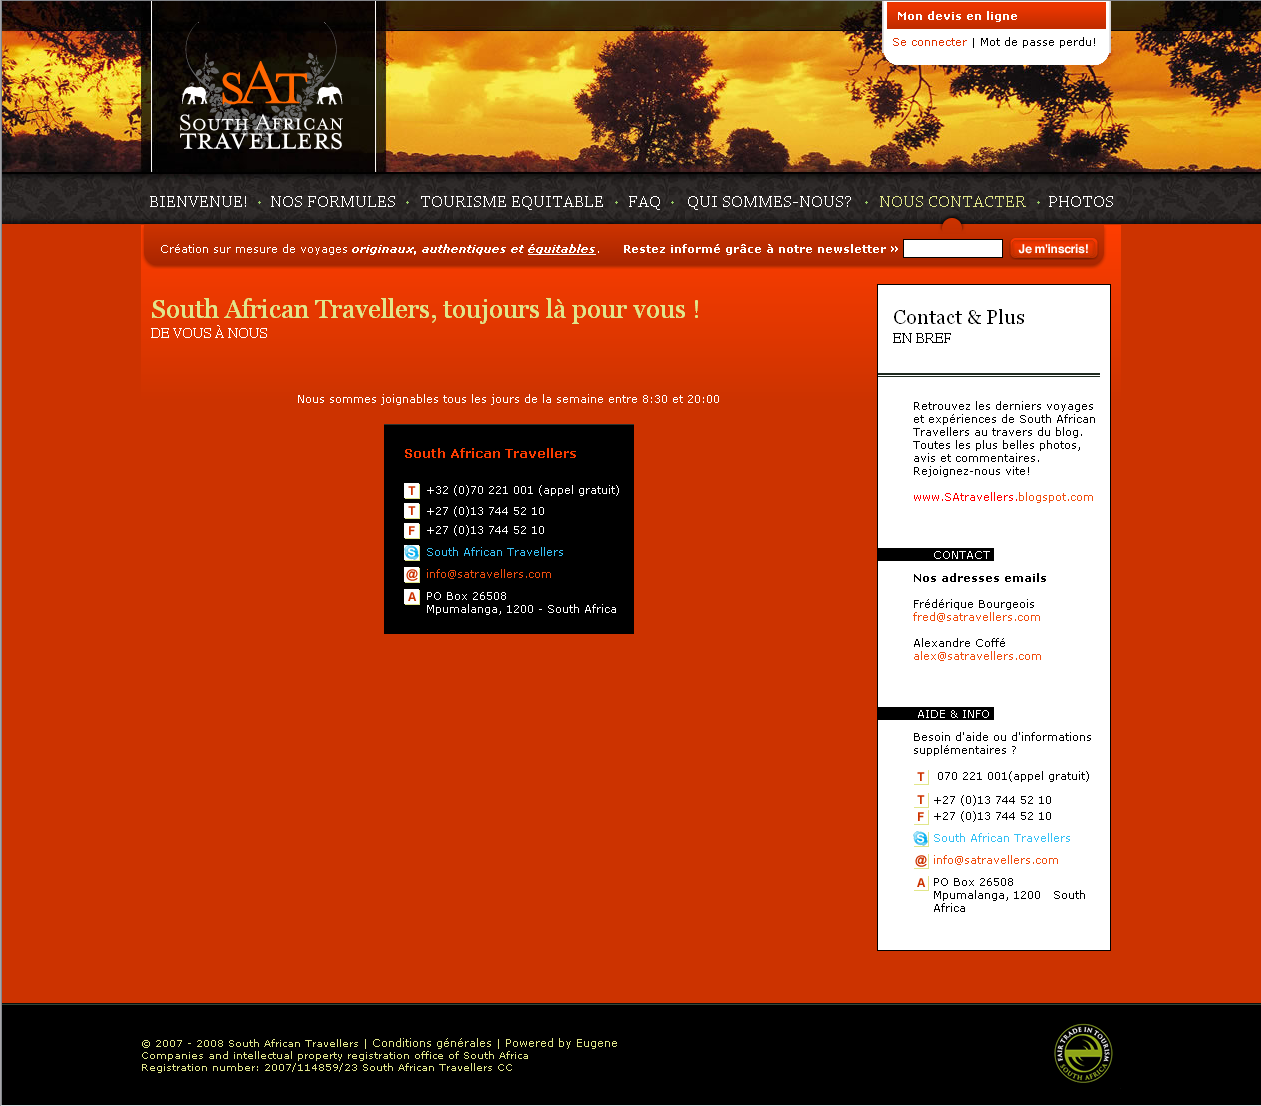 Mon devis en ligne
Se connecter | Mot de passe perdu!
SAT
SOUTH AFRICAN
TRAVELLERS
BIENVENUE! • NOS FORMULES • TOURISME EQUITABLE • FAQ • QUI SOMMES-NOUS? • NOUS CONTACTER • PHOTOS
Création sur mesure de voyages originaux, authentiques et équitables. Restez informé grâce à notre newsletter » Je m'inscris!
South African Travellers, toujours là pour vous !
DE VOUS À NOUS
Nous sommes joignables tous les jours de la semaine entre 8:30 et 20:00
South African Travellers
T +32 (0)70 221 001 (appel gratuit)
T +27 (0)13 744 52 10
F +27 (0)13 744 52 10
S South African Travellers
@ info@satravellers.com
A PO Box 26508
Mpumalanga, 1200 - South Africa
Contact & Plus
EN BREF
Retrouvez les derniers voyages
et expériences de South African
Travellers au travers du blog.
Toutes les plus belles photos,
avis et commentaires.
Rejoignez-nous vite!
www.SAtravellers.blogspot.com
CONTACT
Nos adresses emails
Frédérique Bourgeois
fred@satravellers.com
Alexandre Coffé
alex@satravellers.com
AIDE & INFO
Besoin d'aide ou d'informations
supplémentaires ?
T 070 221 001(appel gratuit)
T +27 (0)13 744 52 10
F +27 (0)13 744 52 10
S South African Travellers
@ info@satravellers.com
A PO Box 26508
Mpumalanga, 1200 South
Africa
© 2007 - 2008 South African Travellers | Conditions générales | Powered by Eugene
Companies and intellectual property registration office of South Africa
Registration number: 2007/114859/23 South African Travellers CC
FAIR TRADE IN TOURISM
SOUTH AFRICA